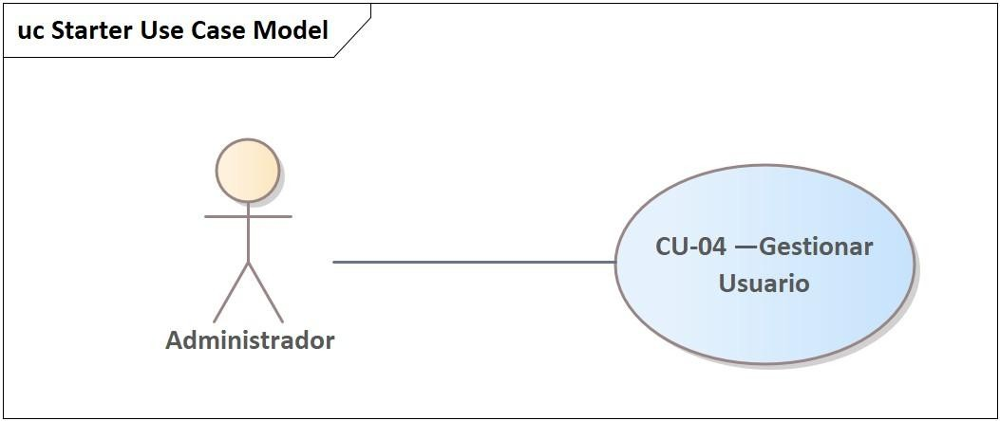 uc Starter Use Case Model
CU-04 —Gestionar
Usuario
Administrador